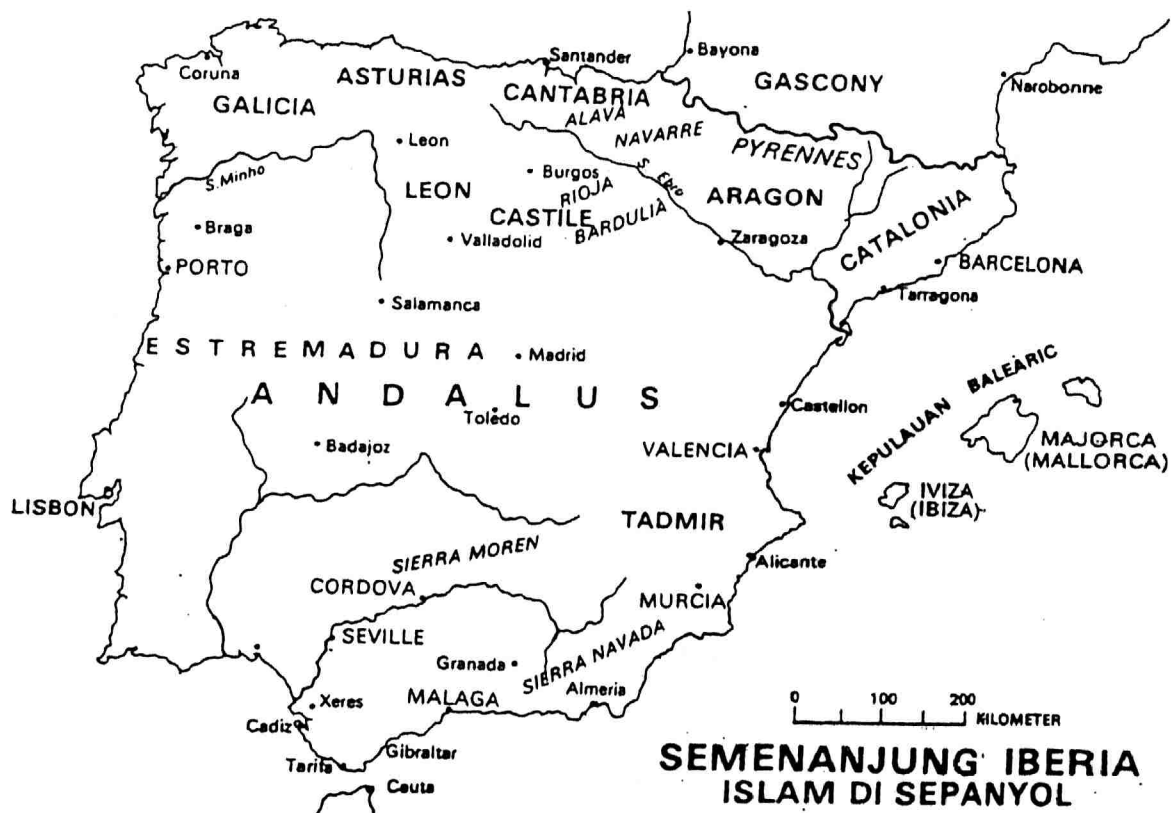 Coruna
Santander
Bayona
ASTURIAS
GASCONY
Narobonne
GALICIA
CANTABRIA
ALAVA
NAVARRE
Leon
PYRENNES
S. Minho
Burgos
S. Ebro
LEON
RIOJA
ARAGON
CASTILE
BARDULIA
Braga
Valladolid
Zaragoza
CATALONIA
PORTO
BARCELONA
Salamanca
Tarragona
ESTREMADURA
Madrid
ANDALUS
KEPULAUAN BALEARIC
Toledo
Castellon
Badajoz
VALENCIA
MAJORCA
(MALLORCA)
LISBON
IVIZA
(IBIZA)
TADMIR
SIERRA MOREN
Alicante
CORDOVA
MURCIA
SEVILLE
SIERRA NAVADA
Granada
Almeria
Xeres
MALAGA
Cadiz
Gibraltar
Tarifa
Ceuta
0 100 200
KILOMETER
SEMENANJUNG IBERIA
ISLAM DI SEPANYOL